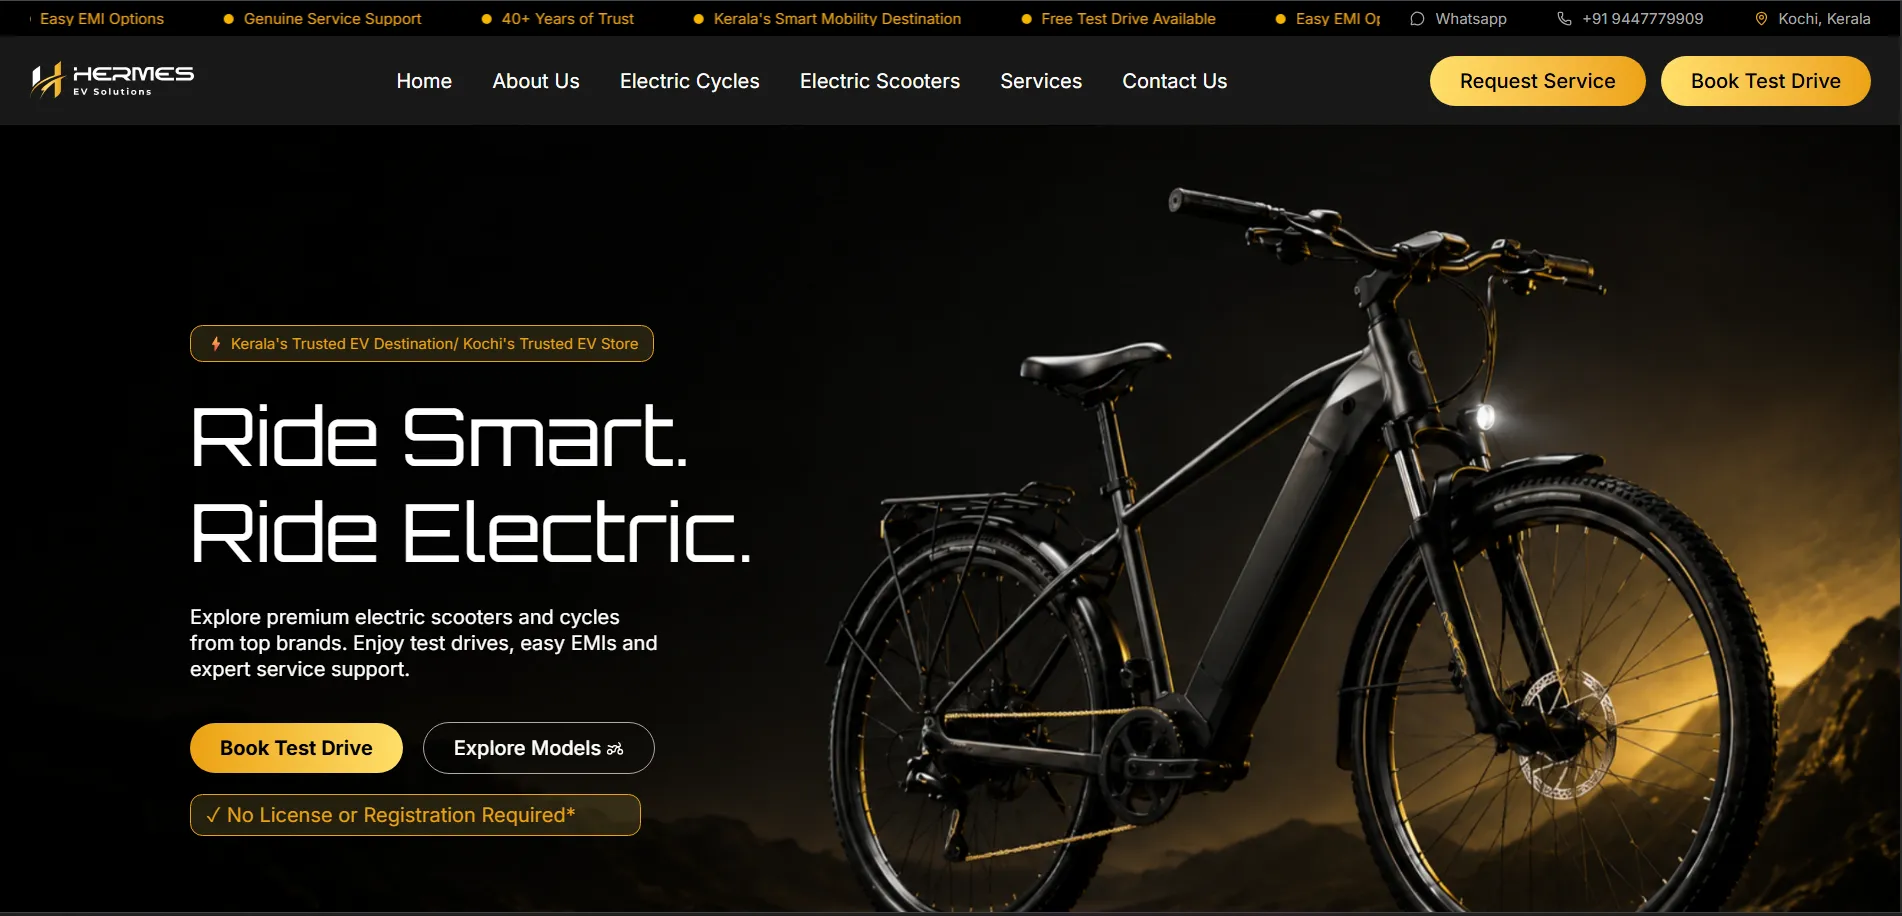 Easy EMI Options
Genuine Service Support
40+ Years of Trust
Kerala's Smart Mobility Destination
Free Test Drive Available
Easy EMI Op
Whatsapp
+91 9447779909
Kochi, Kerala
HERMES
EV Solutions
Home
About Us
Electric Cycles
Electric Scooters
Services
Contact Us
Request Service
Book Test Drive
Kerala's Trusted EV Destination/ Kochi's Trusted EV Store
Ride Smart.
Ride Electric.
Explore premium electric scooters and cycles
from top brands. Enjoy test drives, easy EMIs and
expert service support.
Book Test Drive
Explore Models
✓ No License or Registration Required*